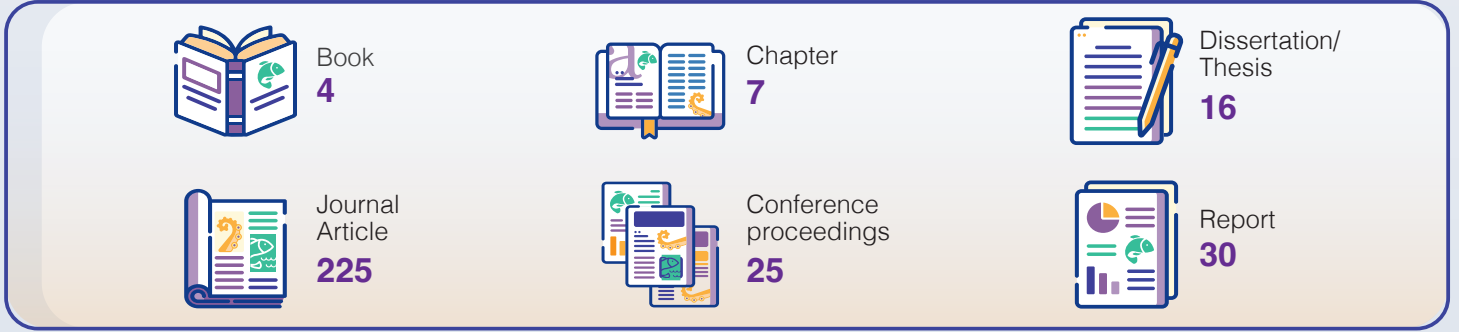 Book
4
Chapter
7
Dissertation/
Thesis
16
Journal
Article
225
Conference
proceedings
25
Report
30